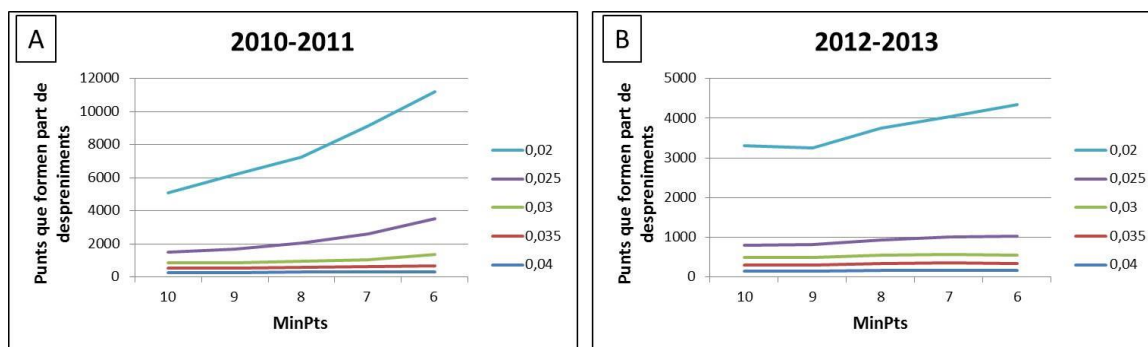 A
2010-2011
Punts que formen part de
despreniments
12000
10000
8000
6000
4000
2000
0
10 9 8 7 6
MinPts
0,02
0,025
0,03
0,035
0,04
B
2012-2013
Punts que formen part de
despreniments
5000
4000
3000
2000
1000
0
10 9 8 7 6
MinPts
0,02
0,025
0,03
0,035
0,04